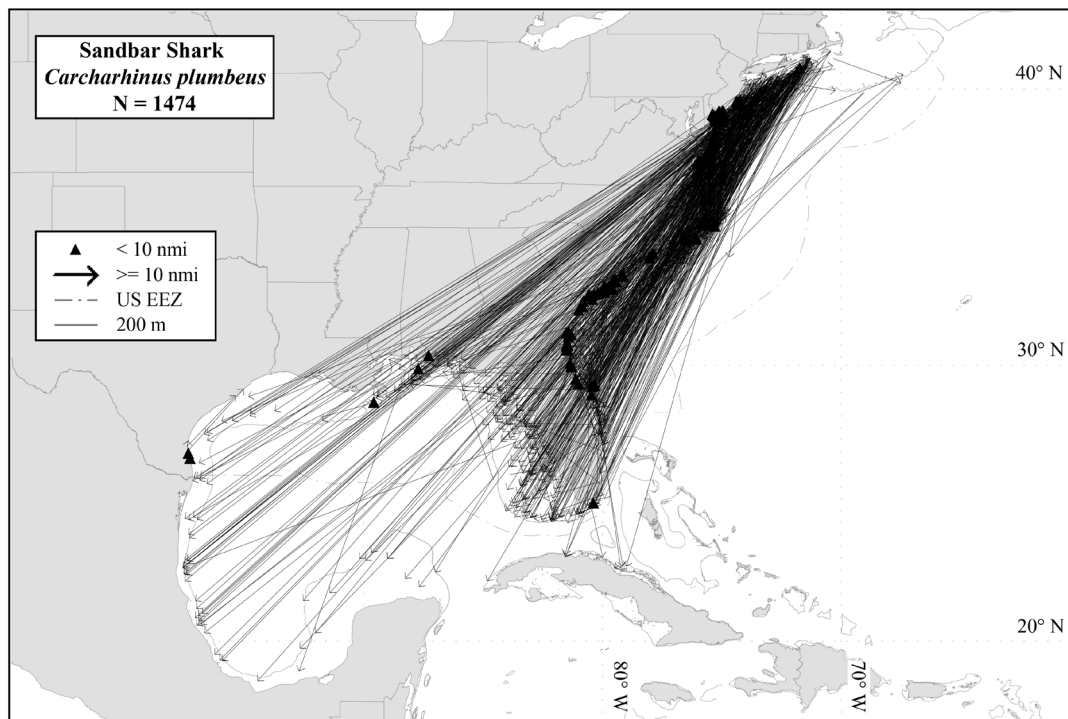 Sandbar Shark
Carcharhinus plumbeus
N = 1474
40° N
< 10 nmi
>= 10 nmi
US EEZ
200 m
30° N
20° N
80° W
70° W